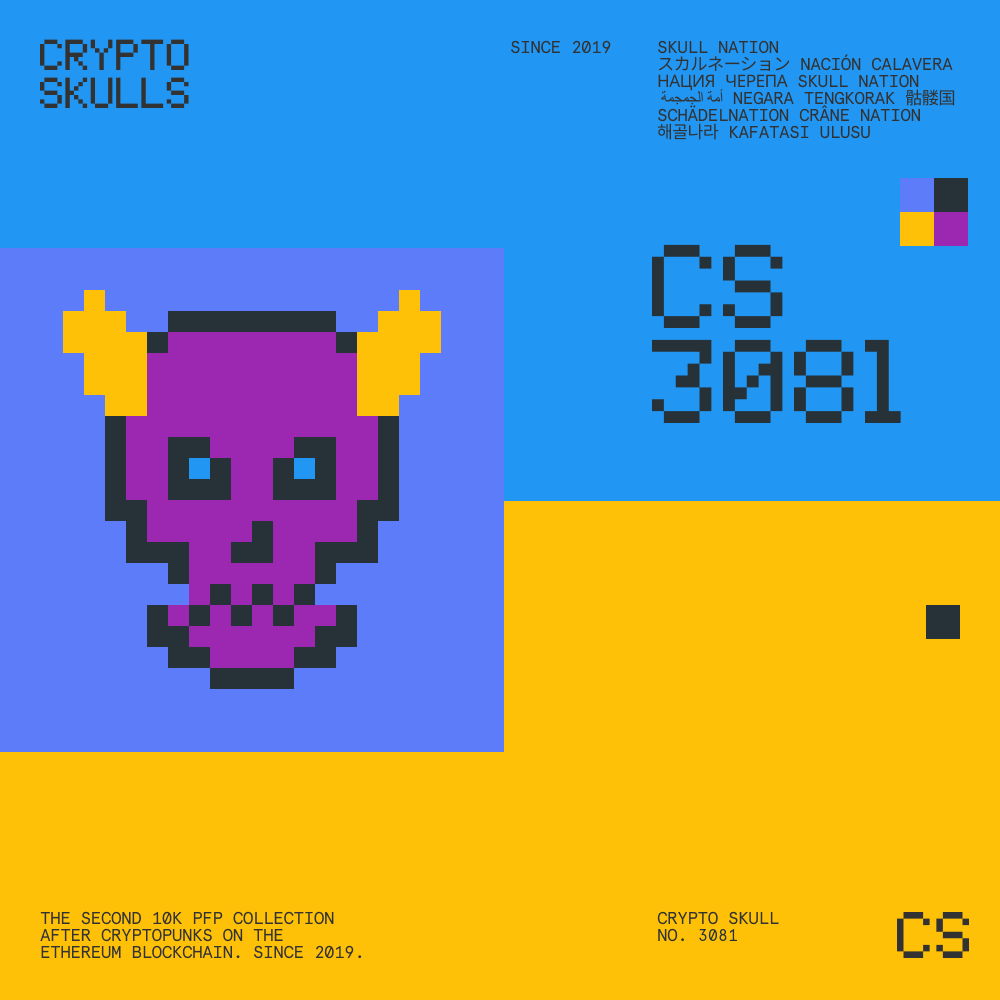 CRYPTO
SKULLS
SINCE 2019
SKULL NATION
スカルネーション NACIÓN CALAVERA
НАЦИЯ ЧЕРЕПА SKULL NATION
أمة الجمجمة NEGARA TENGKORAK 骷髅国
SCHÄDELNATION CRÂNE NATION
해골나라 KAFATASI ULUSU
CS
3081
THE SECOND 10K PFP COLLECTION
AFTER CRYPTOPUNKS ON THE
ETHEREUM BLOCKCHAIN. SINCE 2019.
CRYPTO SKULL
NO. 3081
CS